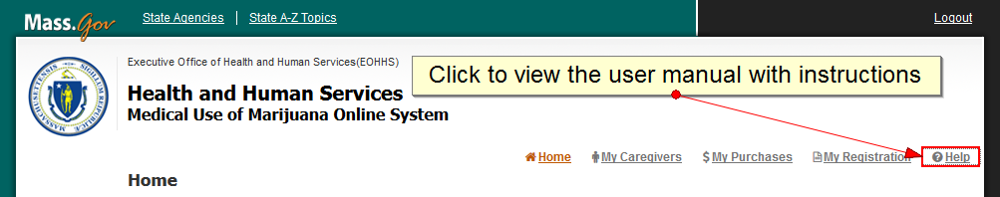 Mass.Gov State Agencies State A-Z Topics Logout
Executive Office of Health and Human Services(EOHHS)
Click to view the user manual with instructions
Health and Human Services
Medical Use of Marijuana Online System
Home My Caregivers $ My Purchases My Registration ? Help
Home